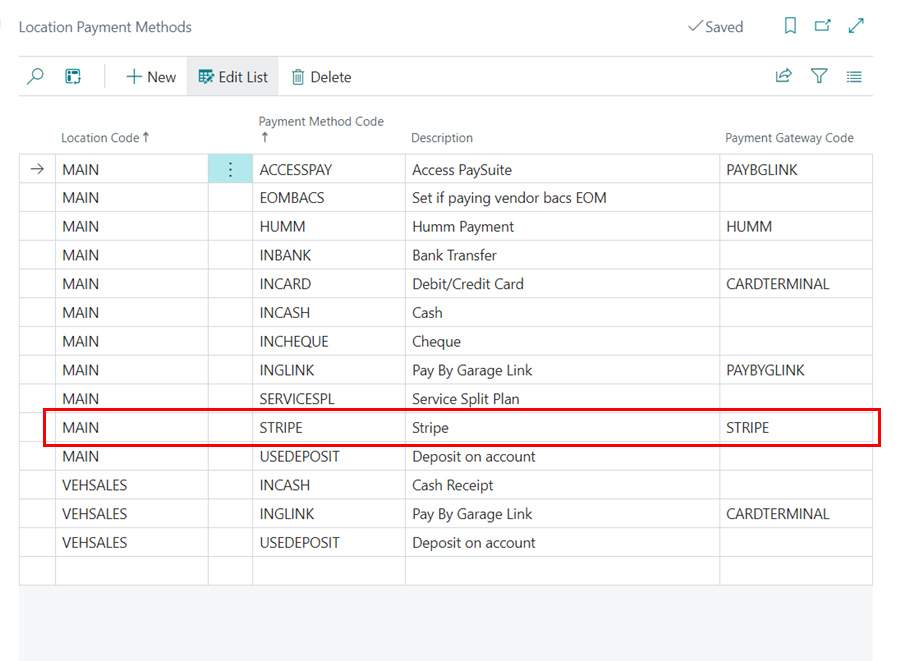 Location Payment Methods
Saved
New Edit List Delete
Location Code↑ Payment Method Code ↑ Description Payment Gateway Code
MAIN ACCESSPAY Access PaySuite PAYBGLINK
MAIN EOMBACS Set if paying vendor bacs EOM
MAIN HUMM Humm Payment HUMM
MAIN INBANK Bank Transfer
MAIN INCARD Debit/Credit Card CARDTERMINAL
MAIN INCASH Cash
MAIN INCHEQUE Cheque
MAIN INGLINK Pay By Garage Link PAYBYGLINK
MAIN SERVICESPL Service Split Plan
MAIN STRIPE Stripe STRIPE
MAIN USEDEPOSIT Deposit on account
VEHSALES INCASH Cash Receipt
VEHSALES INGLINK Pay By Garage Link CARDTERMINAL
VEHSALES USEDEPOSIT Deposit on account